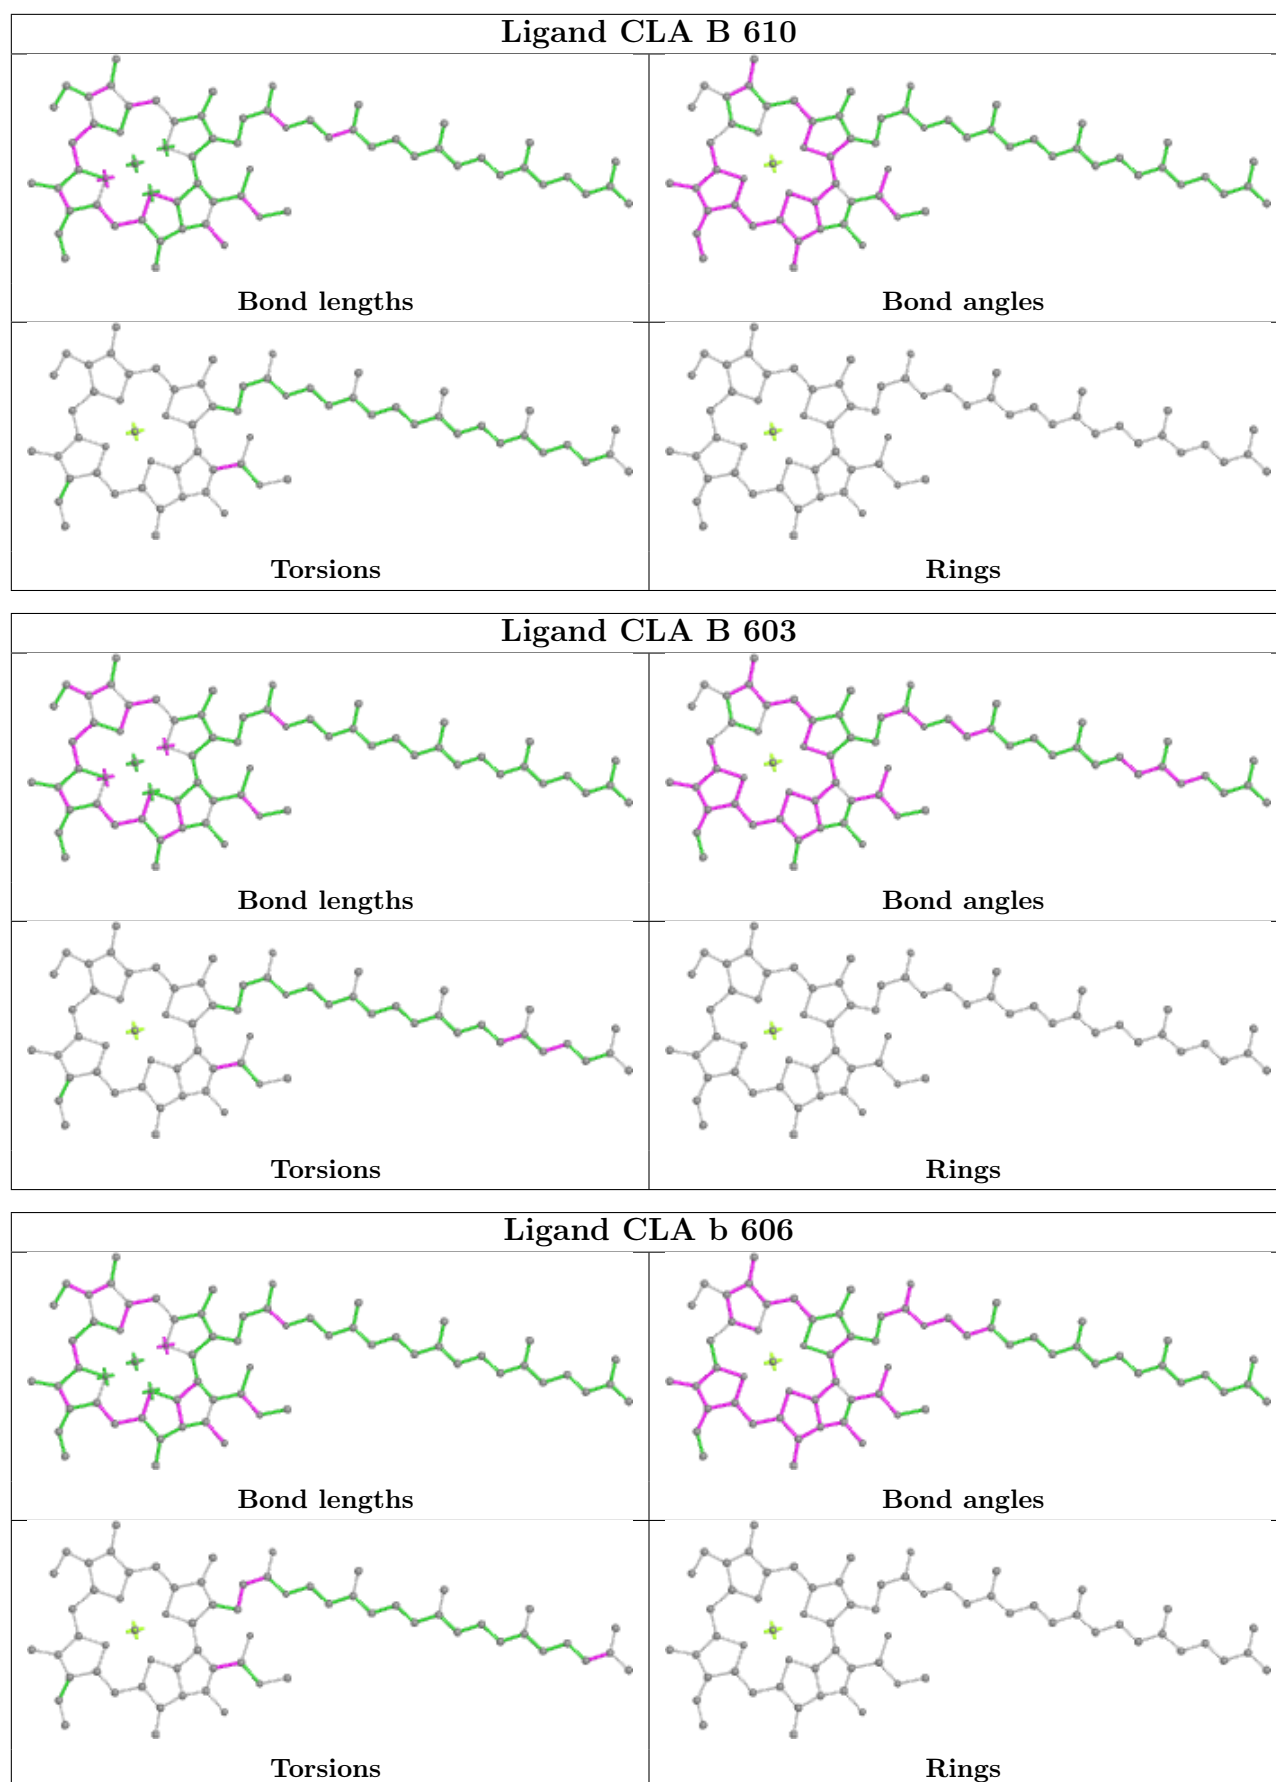 Ligand CLA B 610
Bond lengths
Bond angles
Torsions
Rings
Ligand CLA B 603
Bond lengths
Bond angles
Torsions
Rings
Ligand CLA b 606
Bond lengths
Bond angles
Torsions
Rings